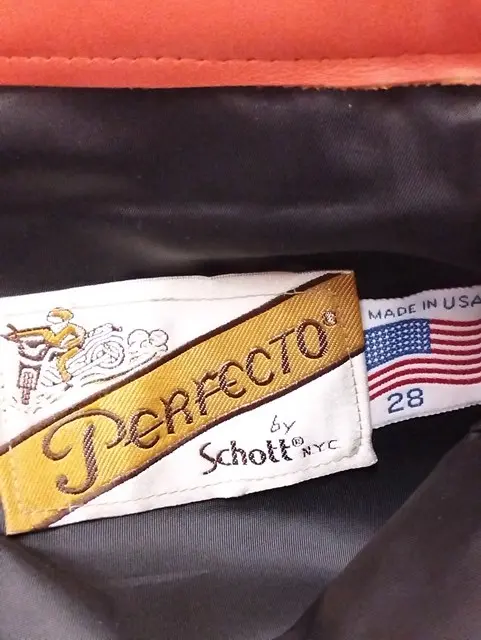 PERFECTO®
by
Schott® N.Y.C
MADE IN USA
28